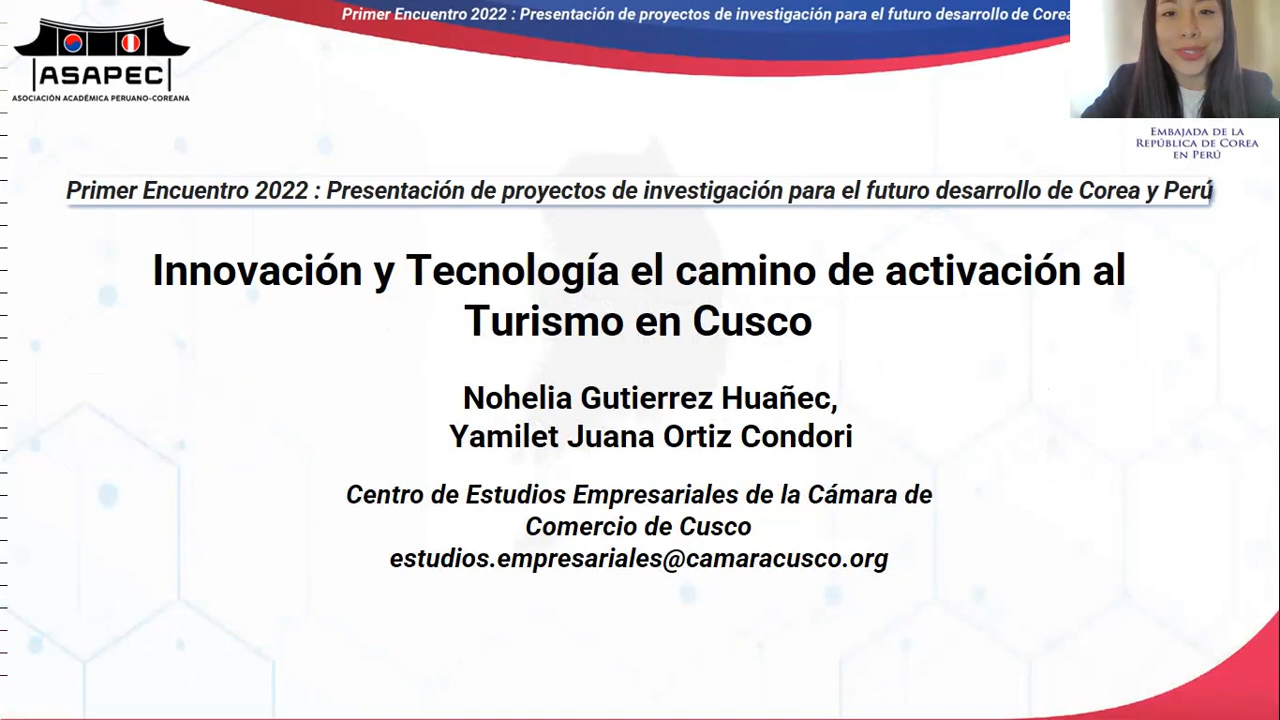 Primer Encuentro 2022 : Presentación de proyectos de investigación para el futuro desarrollo de Corea
ASAPEC
ASOCIACIÓN ACADÉMICA PERUANO-COREANA
EMBAJADA DE LA
REPÚBLICA DE COREA
EN PERÚ
Primer Encuentro 2022 : Presentación de proyectos de investigación para el futuro desarrollo de Corea y Perú
Innovación y Tecnología el camino de activación al
Turismo en Cusco
Nohelia Gutierrez Huañec,
Yamilet Juana Ortiz Condori
Centro de Estudios Empresariales de la Cámara de
Comercio de Cusco
estudios.empresariales@camaracusco.org